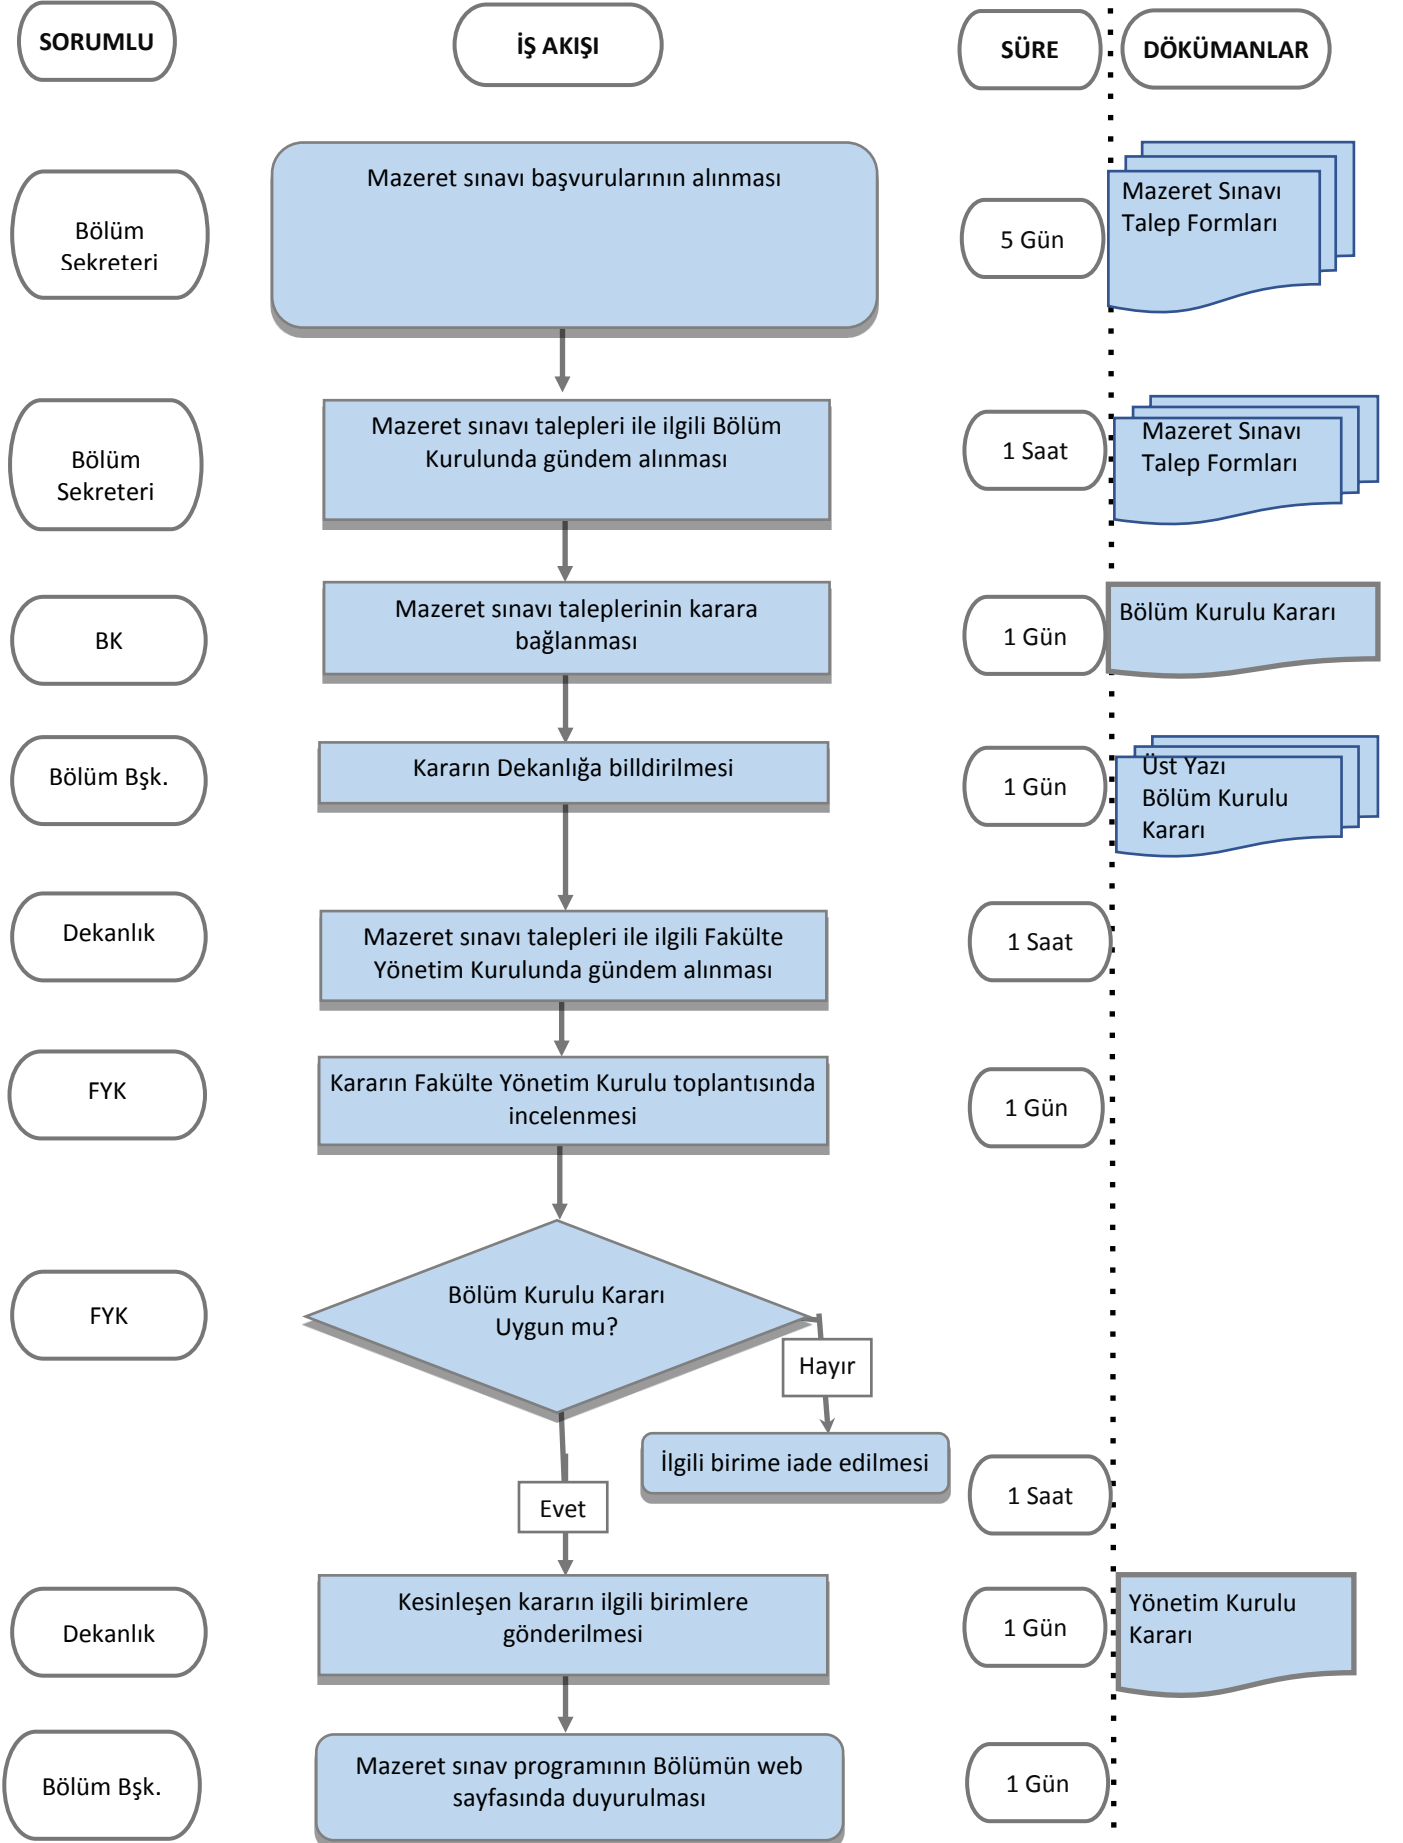 SORUMLU
İŞ AKIŞI
SÜRE
DÖKÜMANLAR
Bölüm
Sekreteri
Mazeret sınavı başvurularının alınması
5 Gün
Mazeret Sınavı
Talep Formları
Bölüm
Sekreteri
Mazeret sınavı talepleri ile ilgili Bölüm
Kurulunda gündem alınması
1 Saat
Mazeret Sınavı
Talep Formları
BK
Mazeret sınavı taleplerinin karara
bağlanması
1 Gün
Bölüm Kurulu Kararı
Bölüm Bşk.
Kararın Dekanlığa billdirilmesi
1 Gün
Üst Yazı
Bölüm Kurulu
Kararı
Dekanlık
Mazeret sınavı talepleri ile ilgili Fakülte
Yönetim Kurulunda gündem alınması
1 Saat
FYK
Kararın Fakülte Yönetim Kurulu toplantısında
incelenmesi
1 Gün
FYK
Bölüm Kurulu Kararı
Uygun mu?
Hayır
İlgili birime iade edilmesi
1 Saat
Evet
Dekanlık
Kesinleşen kararın ilgili birimlere
gönderilmesi
1 Gün
Yönetim Kurulu
Kararı
Bölüm Bşk.
Mazeret sınav programının Bölümün web
sayfasında duyurulması
1 Gün